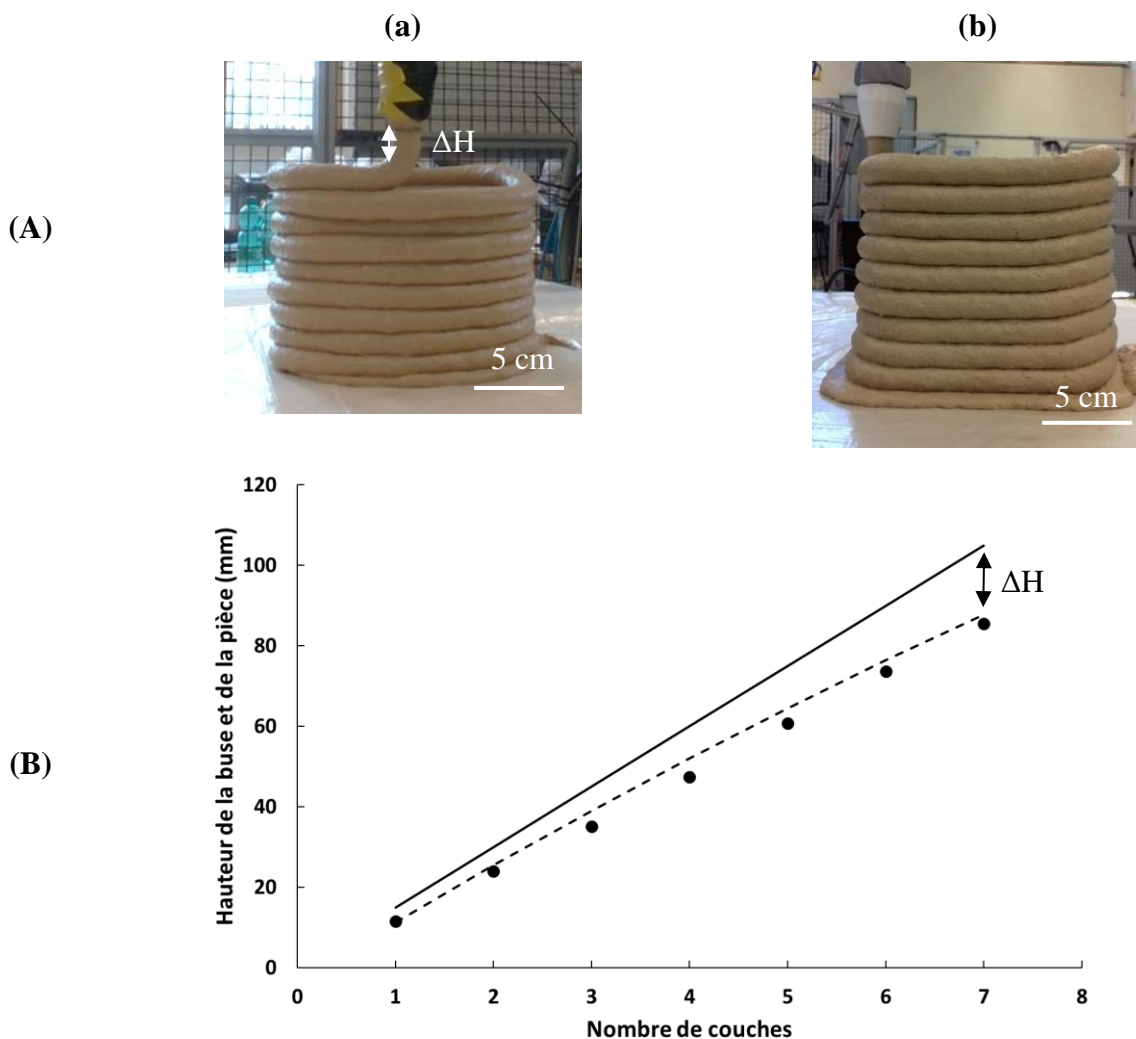 (a) (b)
(A)
ΔH
5 cm
5 cm
(B)
Hauteur de la buse et de la pièce (mm)
120
100
80
60
40
20
0
ΔH
0 1 2 3 4 5 6 7 8
Nombre de couches